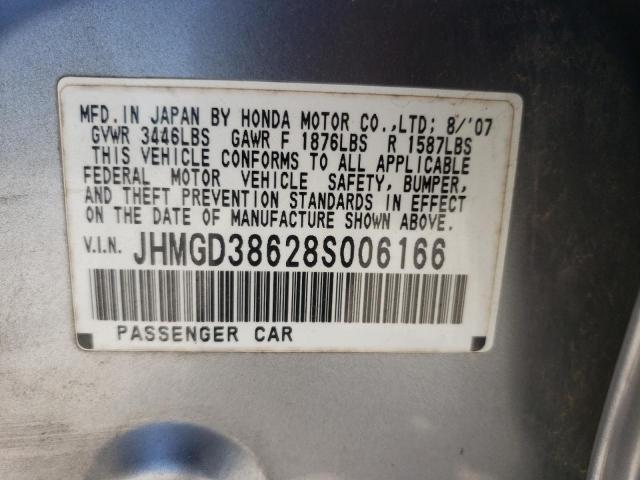 MFD. IN JAPAN BY HONDA MOTOR CO.,LTD; 8/'07
GVWR 3446LBS GAWR F 1876LBS R 1587LBS
THIS VEHICLE CONFORMS TO ALL APPLICABLE
FEDERAL MOTOR VEHICLE SAFETY, BUMPER,
AND THEFT PREVENTION STANDARDS IN EFFECT
ON THE DATE OF MANUFACTURE SHOWN ABOVE.
V.I.N. JHMGD38628S006166
PASSENGER CAR